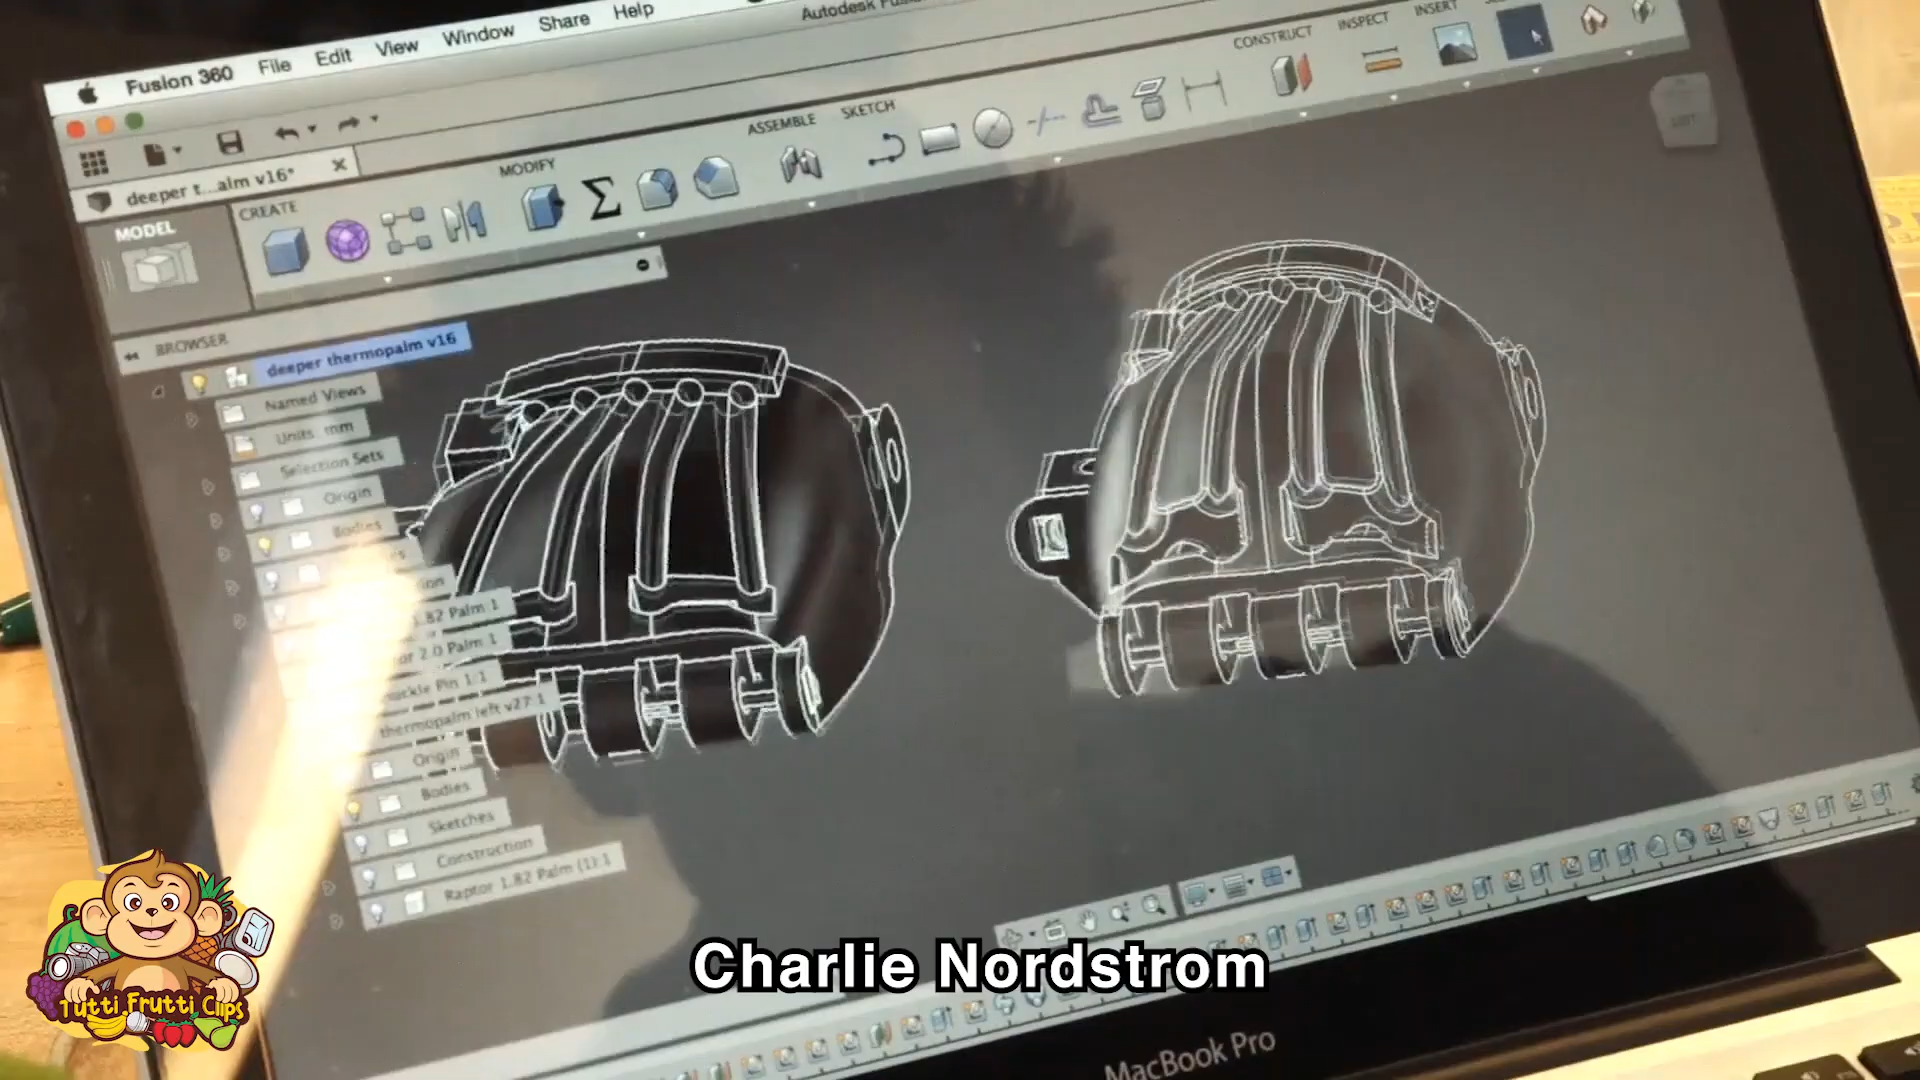 Fusion 360 File Edit View Window Share Help
Autodesk
deeper t...alm v16*
MODEL
CREATE
MODIFY
ASSEMBLE
SKETCH
CONSTRUCT
INSPECT
INSERT
BROWSER
deeper thermopalm v16
Named Views
Units: mm
Selection Sets
Origin
Bodies
.82 Palm 1
2.0 Palm 1
Pin 1:1
thermopalm left v27:1
Origin
Bodies
Sketches
Construction
Raptor 1.82 Palm (1):1
Charlie Nordstrom
Tutti Frutti Clips
MacBook Pro